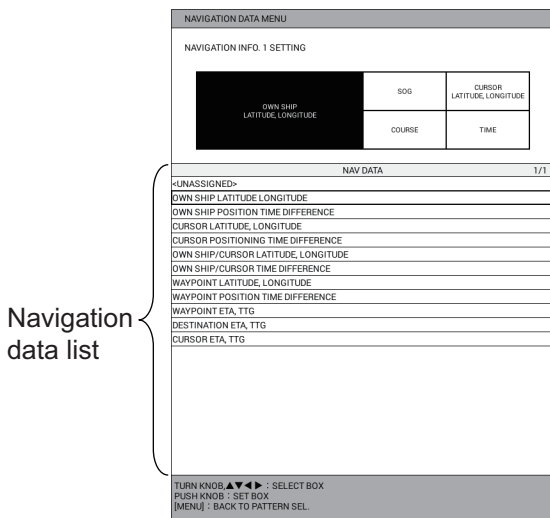 NAVIGATION DATA MENU
NAVIGATION INFO. 1 SETTING
OWN SHIP
LATITUDE, LONGITUDE
SOG
CURSOR
LATITUDE, LONGITUDE
COURSE
TIME
NAV DATA 1/1
<UNASSIGNED>
OWN SHIP LATITUDE LONGITUDE
OWN SHIP POSITION TIME DIFFERENCE
CURSOR LATITUDE, LONGITUDE
CURSOR POSITIONING TIME DIFFERENCE
OWN SHIP/CURSOR LATITUDE, LONGITUDE
OWN SHIP/CURSOR TIME DIFFERENCE
WAYPOINT LATITUDE, LONGITUDE
WAYPOINT POSITION TIME DIFFERENCE
WAYPOINT ETA, TTG
DESTINATION ETA, TTG
CURSOR ETA, TTG
Navigation
data list
TURN KNOB,▲▼◀ ▶ : SELECT BOX
PUSH KNOB : SET BOX
[MENU] : BACK TO PATTERN SEL.